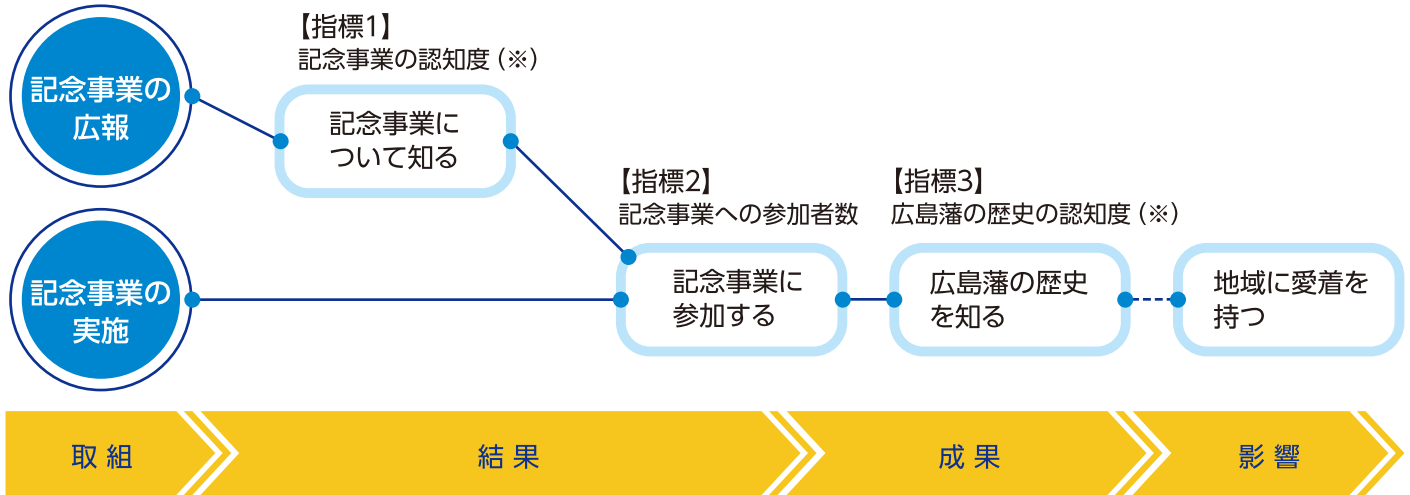 記念事業の
広報
【指標1】
記念事業の認知度（※）
記念事業に
ついて知る
記念事業の
実施
【指標2】
記念事業への参加者数
記念事業に
参加する
【指標3】
広島藩の歴史の認知度（※）
広島藩の歴史
を知る
地域に愛着を
持つ
取組
結果
成果
影響